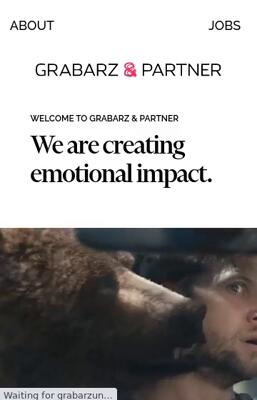 ABOUT
JOBS
GRABARZ & PARTNER
WELCOME TO GRABARZ & PARTNER
We are creating
emotional impact.
Waiting for grabarzun...